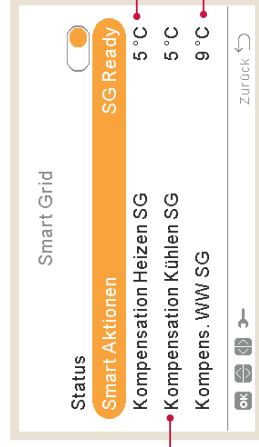 Smart Grid
Status
Smart Aktionen SG Ready
Kompensation Heizen SG 5 °C
Kompensation Kühlen SG 5 °C
Kompens. WW SG 9 °C
OK Zurück